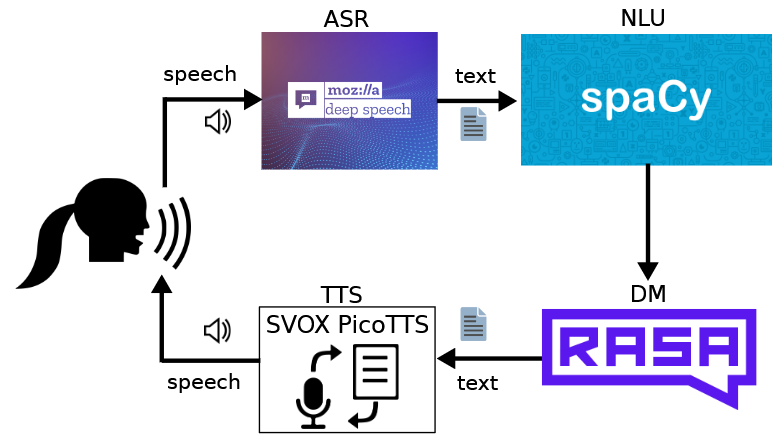 ASR
NLU
speech
moz://a
deep speech
text
spaCy
TTS
DM
SVOX PicoTTS
RASA
speech
text